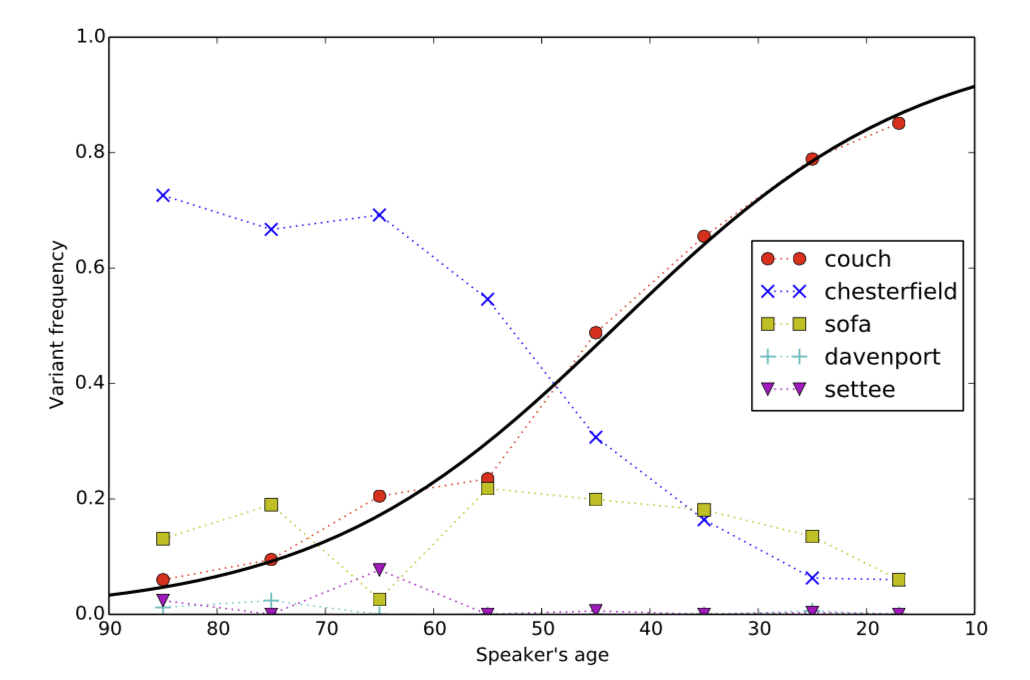 1.0
0.8
0.6
0.4
0.2
0.0
Variant frequency
couch
chesterfield
sofa
davenport
settee
90 80 70 60 50 40 30 20 10
Speaker's age